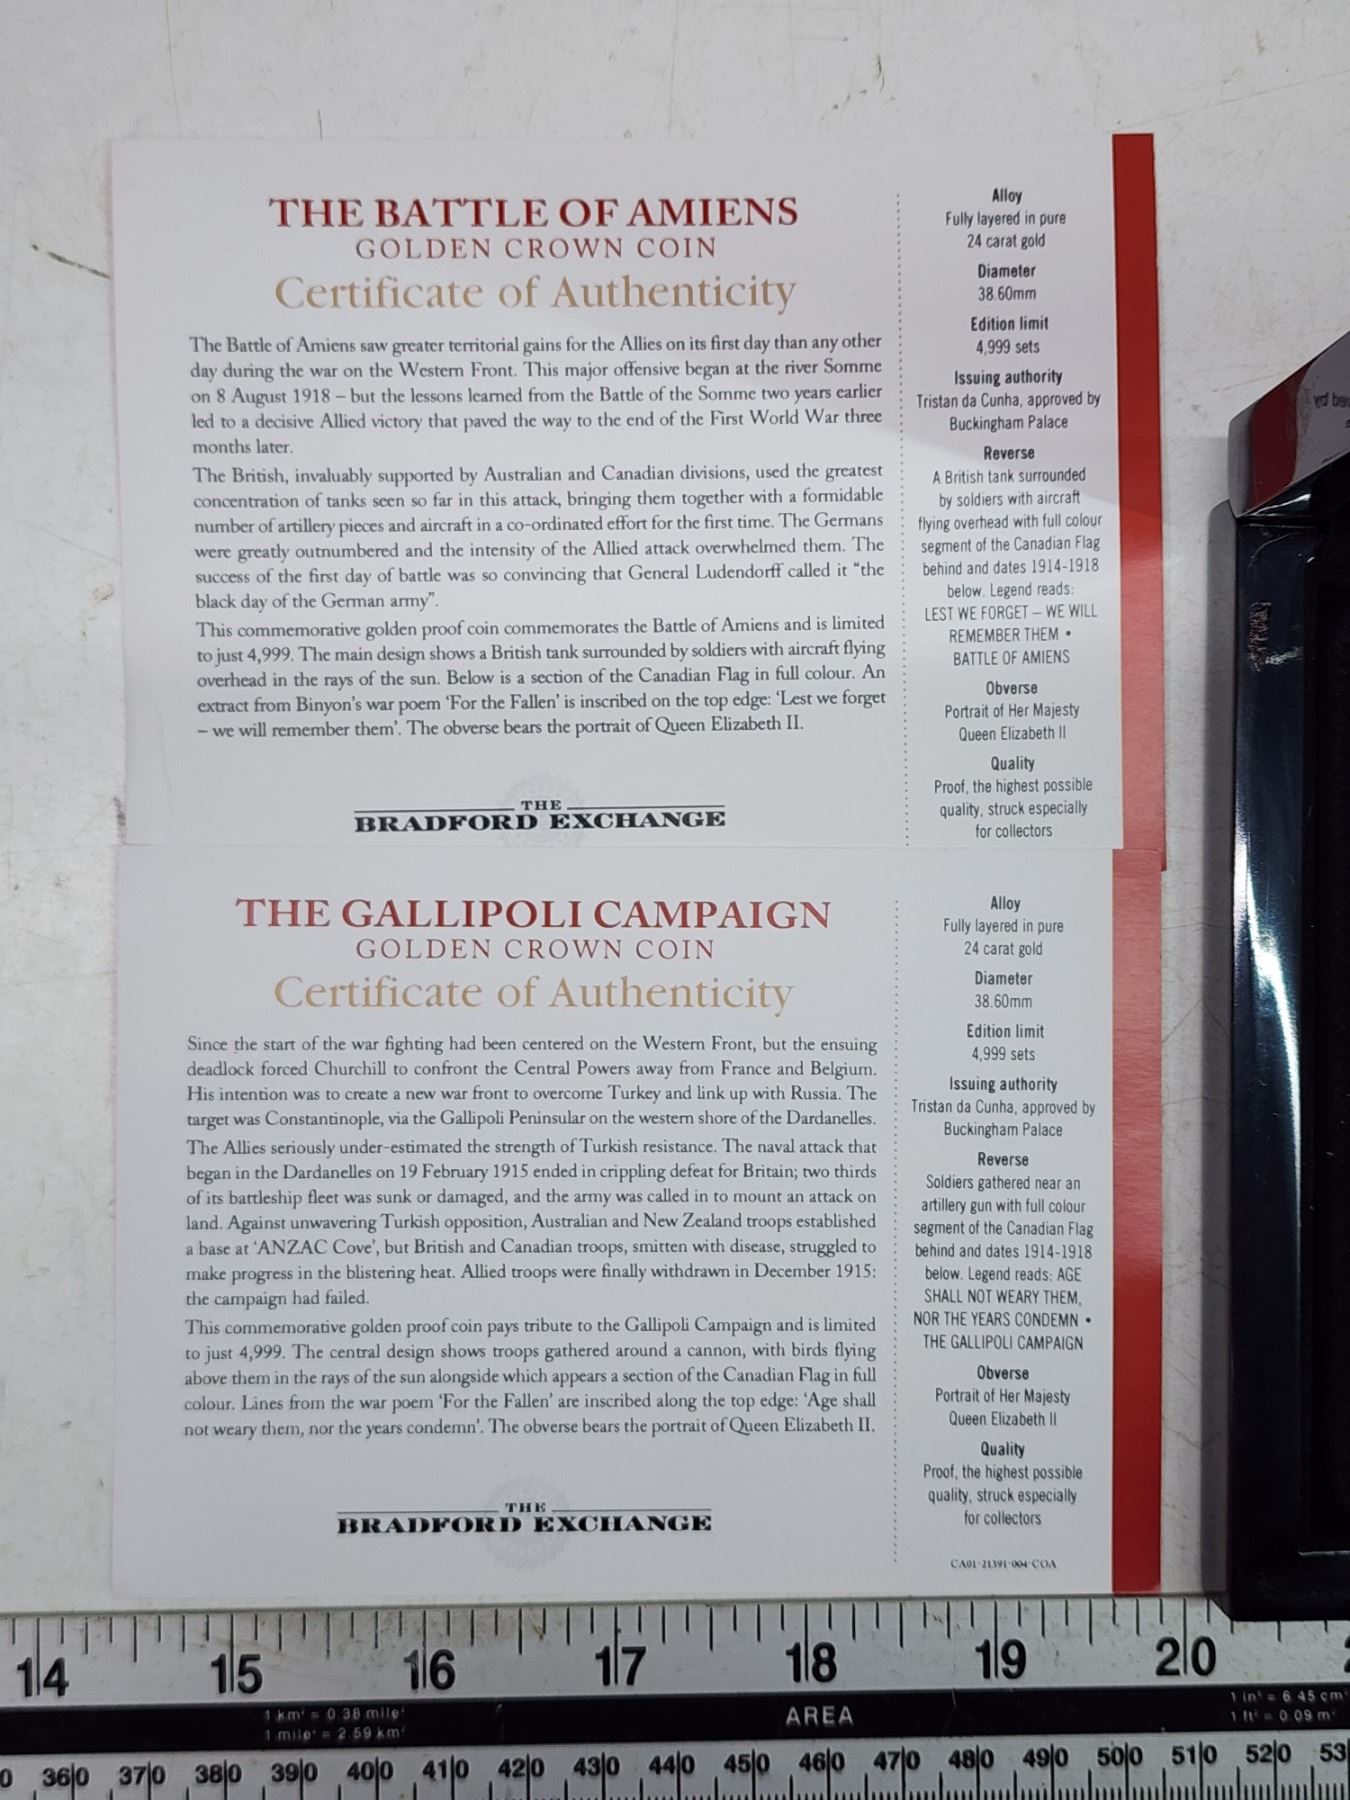 THE BATTLE OF AMIENS
GOLDEN CROWN COIN
Certificate of Authenticity
The Battle of Amiens saw greater territorial gains for the Allies on its first day than any other
day during the war on the Western Front. This major offensive began at the river Somme
on 8 August 1918 – but the lessons learned from the Battle of the Somme two years earlier
led to a decisive Allied victory that paved the way to the end of the First World War three
months later.
The British, invaluably supported by Australian and Canadian divisions, used the greatest
concentration of tanks seen so far in this attack, bringing them together with a formidable
number of artillery pieces and aircraft in a co-ordinated effort for the first time. The Germans
were greatly outnumbered and the intensity of the Allied attack overwhelmed them. The
success of the first day of battle was so convincing that General Ludendorff called it “the
black day of the German army”.
This commemorative golden proof coin commemorates the Battle of Amiens and is limited
to just 4,999. The main design shows a British tank surrounded by soldiers with aircraft flying
overhead in the rays of the sun. Below is a section of the Canadian Flag in full colour. An
extract from Binyon’s war poem ‘For the Fallen’ is inscribed on the top edge: ‘Lest we forget
– we will remember them’. The obverse bears the portrait of Queen Elizabeth II.
THE
BRADFORD EXCHANGE
Alloy
Fully layered in pure
24 carat gold
Diameter
38.60mm
Edition limit
4,999 sets
Issuing authority
Tristan da Cunha, approved by
Buckingham Palace
Reverse
A British tank surrounded
by soldiers with aircraft
flying overhead with full colour
segment of the Canadian Flag
behind and dates 1914-1918
below. Legend reads:
LEST WE FORGET – WE WILL
REMEMBER THEM •
BATTLE OF AMIENS
Obverse
Portrait of Her Majesty
Queen Elizabeth II
Quality
Proof, the highest possible
quality, struck especially
for collectors
THE GALLIPOLI CAMPAIGN
GOLDEN CROWN COIN
Certificate of Authenticity
Since the start of the war fighting had been centered on the Western Front, but the ensuing
deadlock forced Churchill to confront the Central Powers away from France and Belgium.
His intention was to create a new war front to overcome Turkey and link up with Russia. The
target was Constantinople, via the Gallipoli Peninsular on the western shore of the Dardanelles.
The Allies seriously under-estimated the strength of Turkish resistance. The naval attack that
began in the Dardanelles on 19 February 1915 ended in crippling defeat for Britain; two thirds
of its battleship fleet was sunk or damaged, and the army was called in to mount an attack on
land. Against unwavering Turkish opposition, Australian and New Zealand troops established
a base at ‘ANZAC Cove’, but British and Canadian troops, smitten with disease, struggled to
make progress in the blistering heat. Allied troops were finally withdrawn in December 1915:
the campaign had failed.
This commemorative golden proof coin pays tribute to the Gallipoli Campaign and is limited
to just 4,999. The central design shows troops gathered around a cannon, with birds flying
above them in the rays of the sun alongside which appears a section of the Canadian Flag in full
colour. Lines from the war poem ‘For the Fallen’ are inscribed along the top edge: ‘Age shall
not weary them, nor the years condemn’. The obverse bears the portrait of Queen Elizabeth II.
THE
BRADFORD EXCHANGE
Alloy
Fully layered in pure
24 carat gold
Diameter
38.60mm
Edition limit
4,999 sets
Issuing authority
Tristan da Cunha, approved by
Buckingham Palace
Reverse
Soldiers gathered near an
artillery gun with full colour
segment of the Canadian Flag
behind and dates 1914-1918
below. Legend reads: AGE
SHALL NOT WEARY THEM,
NOR THE YEARS CONDEMN •
THE GALLIPOLI CAMPAIGN
Obverse
Portrait of Her Majesty
Queen Elizabeth II
Quality
Proof, the highest possible
quality, struck especially
for collectors
CA01-21391-004-COA
14 15 16 17 18 19 20
1 km² = 0.38 mile²
1 mile² = 2.59 km²
AREA
1 in² = 6.45 cm
1 ft² = 0.09 m²
0 360 370 380 390 400 410 420 430 440 450 460 470 480 490 500 510 520 53